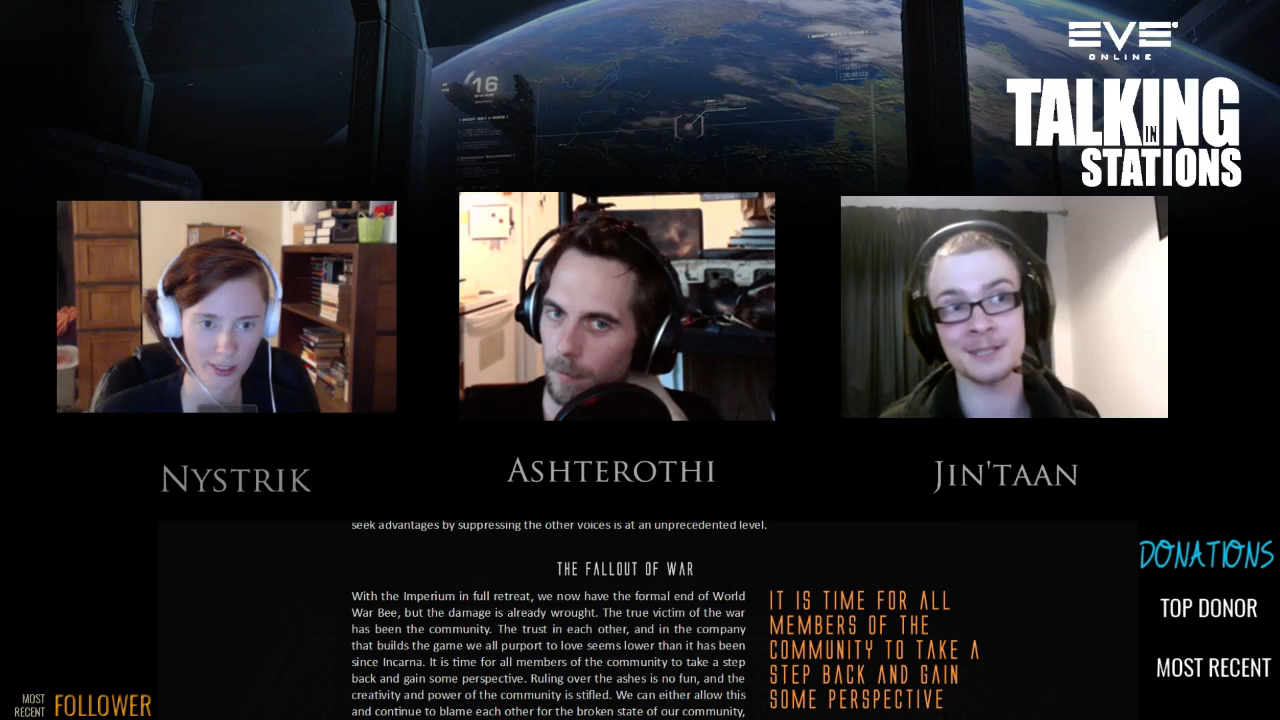 EVE
ONLINE
TALKING
IN
STATIONS
16
NYSTRIK
ASHTEROTHI
JIN'TAAN
seek advantages by suppressing the other voices is at an unprecedented level.
THE FALLOUT OF WAR
With the Imperium in full retreat, we now have the formal end of World
War Bee, but the damage is already wrought. The true victim of the war
has been the community. The trust in each other, and in the company
that builds the game we all purport to love seems lower than it has been
since Incarna. It is time for all members of the community to take a step
back and gain some perspective. Ruling over the ashes is no fun, and the
creativity and power of the community is stifled. We can either allow this
and continue to blame each other for the broken state of our community,
IT IS TIME FOR ALL
MEMBERS OF THE
COMMUNITY TO TAKE A
STEP BACK AND GAIN
SOME PERSPECTIVE
DONATIONS
TOP DONOR
MOST RECENT
MOST
RECENT
FOLLOWER